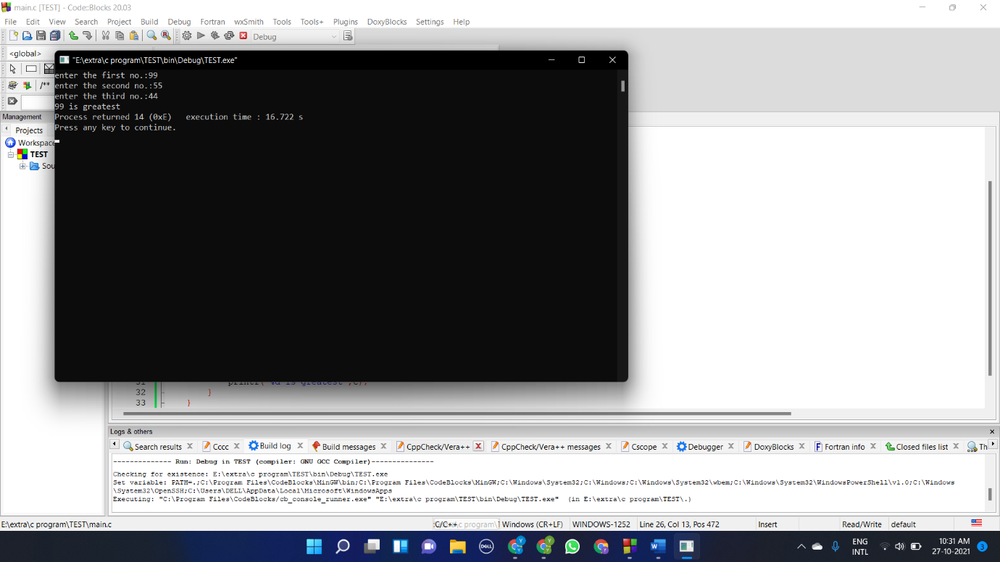 main.c [TEST] - Code::Blocks 20.03
File Edit View Search Project Build Debug Fortran wxSmith Tools Tools+ Plugins DoxyBlocks Settings Help
Debug
<global>
/**
"E:\extra\c program\TEST\bin\Debug\TEST.exe"
enter the first no.:99
enter the second no.:55
enter the third no.:44
99 is greatest
Process returned 14 (0xE)   execution time : 16.722 s
Press any key to continue.
Management
Projects
Workspace
TEST
Sou
32 }
33 }
Logs & others
Search results Cccc Build log Build messages CppCheck/Vera++ CppCheck/Vera++ messages Cscope Debugger DoxyBlocks Fortran info Closed files list Th
-------------- Run: Debug in TEST (compiler: GNU GCC Compiler)---------------
Checking for existence: E:\extra\c program\TEST\bin\Debug\TEST.exe
Set variable: PATH=.;C:\Program Files\CodeBlocks\MinGW\bin;C:\Program Files\CodeBlocks\MinGW;C:\Windows\System32;C:\Windows;C:\Windows\System32\wbem;C:\Windows\System32\WindowsPowerShell\v1.0;C:\Windows
\System32\OpenSSH;C:\Users\DELL\AppData\Local\Microsoft\WindowsApps
Executing: "C:\Program Files\CodeBlocks/cb_console_runner.exe" "E:\extra\c program\TEST\bin\Debug\TEST.exe"  (in E:\extra\c program\TEST\.)
E:\extra\c program\TEST\main.c C/C++ Windows (CR+LF) WINDOWS-1252 Line 26, Col 13, Pos 472 Insert Read/Write default
DELL
ENG
INTL
10:31 AM
27-10-2021
3